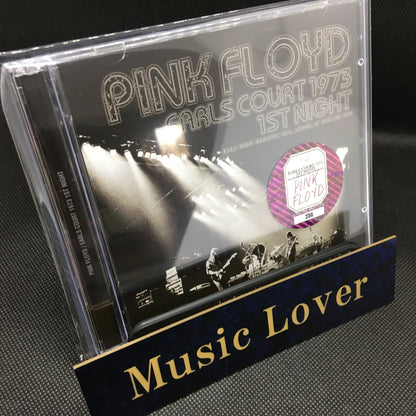 PINK FLOYD
EARLS COURT 1973
1ST NIGHT
PINK FLOYD
PINK FLOYD / EARLS COURT 1973 1ST NIGHT
Music Lover